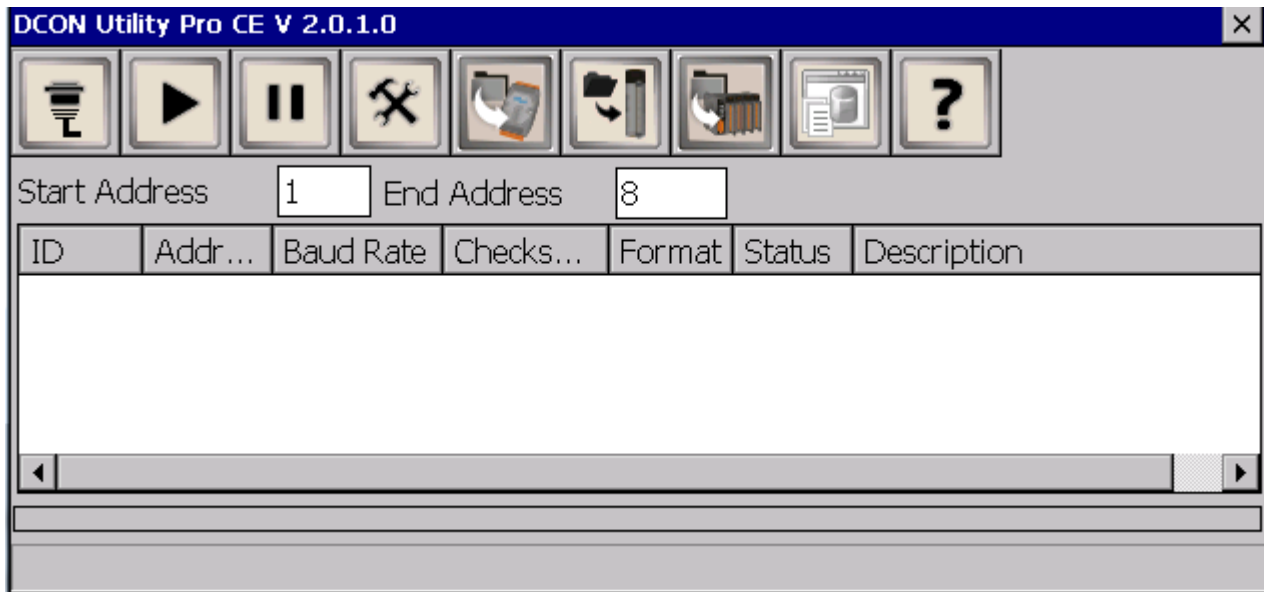 DCON Utility Pro CE V 2.0.1.0
?
Start Address 1 End Address 8
ID Addr... Baud Rate Checks... Format Status Description